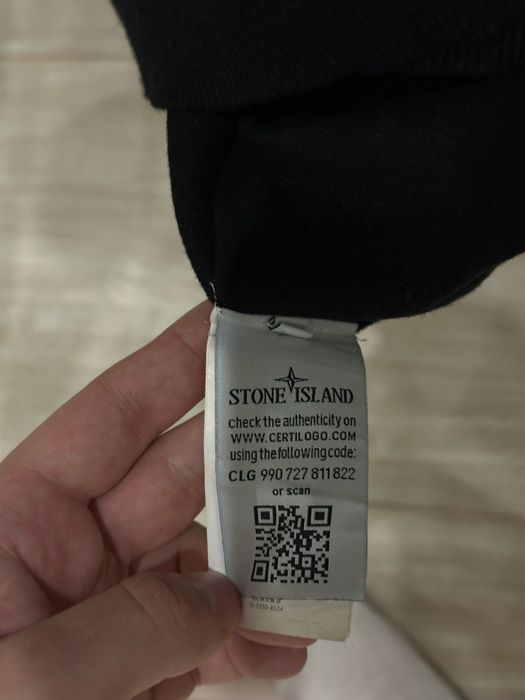 STONE ISLAND
check the authenticity on
WWW.CERTILOGO.COM
using the following code:
CLG 990 727 811 822
or scan